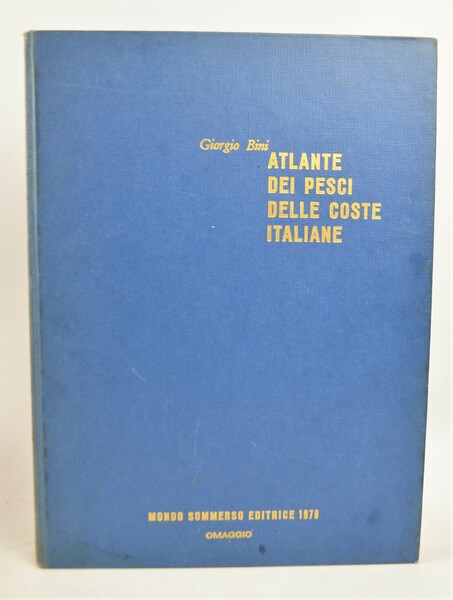 Giorgio Bini
ATLANTE
DEI PESCI
DELLE COSTE
ITALIANE
MONDO SOMMERSO EDITRICE 1970
OMAGGIO